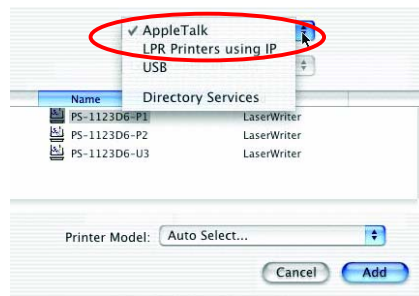 ✓ AppleTalk
LPR Printers using IP
USB
Directory Services
Name
PS-1123D6-P1 LaserWriter
PS-1123D6-P2 LaserWriter
PS-1123D6-U3 LaserWriter
Printer Model: Auto Select...
Cancel Add